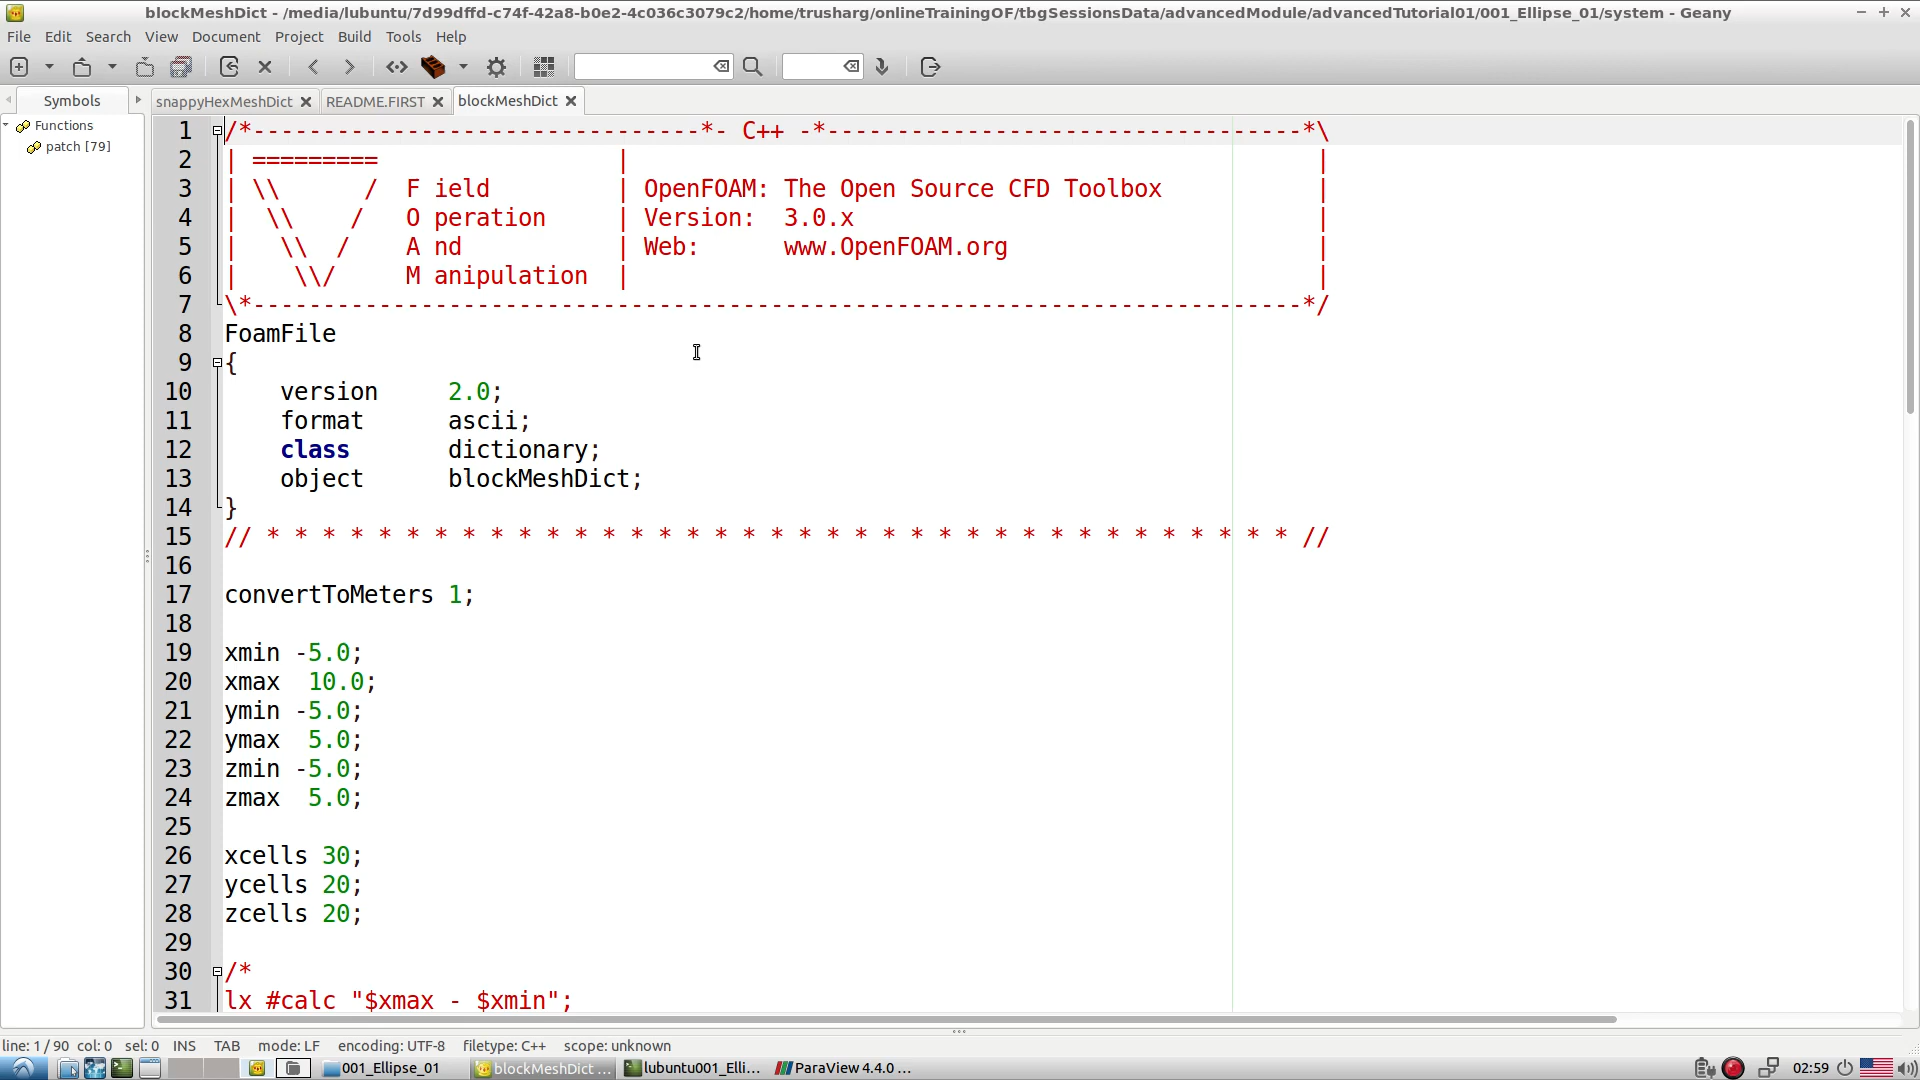 blockMeshDict - /media/lubuntu/7d99dffd-c74f-42a8-b0e2-4c036c3079c2/home/trusharg/onlineTrainingOF/tbgSessionsData/advancedModule/advancedTutorial01/001_Ellipse_01/system - Geany
File Edit Search View Document Project Build Tools Help
Symbols snappyHexMeshDict README.FIRST blockMeshDict
Functions
patch [79]
1 /*--------------------------------*- C++ -*----------------------------------*\
2 | =========                 |                                                 |
3 | \\      /  F ield         | OpenFOAM: The Open Source CFD Toolbox           |
4 |  \\    /   O peration     | Version:  3.0.x                                 |
5 |   \\  /    A nd           | Web:      www.OpenFOAM.org                      |
6 |    \\/     M anipulation  |                                                 |
7 \*---------------------------------------------------------------------------*/
8 FoamFile
9 {
10     version     2.0;
11     format      ascii;
12     class       dictionary;
13     object      blockMeshDict;
14 }
15 // * * * * * * * * * * * * * * * * * * * * * * * * * * * * * * * * * * * * * //
16
17 convertToMeters 1;
18
19 xmin -5.0;
20 xmax  10.0;
21 ymin -5.0;
22 ymax  5.0;
23 zmin -5.0;
24 zmax  5.0;
25
26 xcells 30;
27 ycells 20;
28 zcells 20;
29
30 /*
31 lx #calc "$xmax - $xmin";
line: 1 / 90 col: 0 sel: 0 INS TAB mode: LF encoding: UTF-8 filetype: C++ scope: unknown
001_Ellipse_01 blockMeshDict ... lubuntu001_Elli... ParaView 4.4.0 ... 02:59